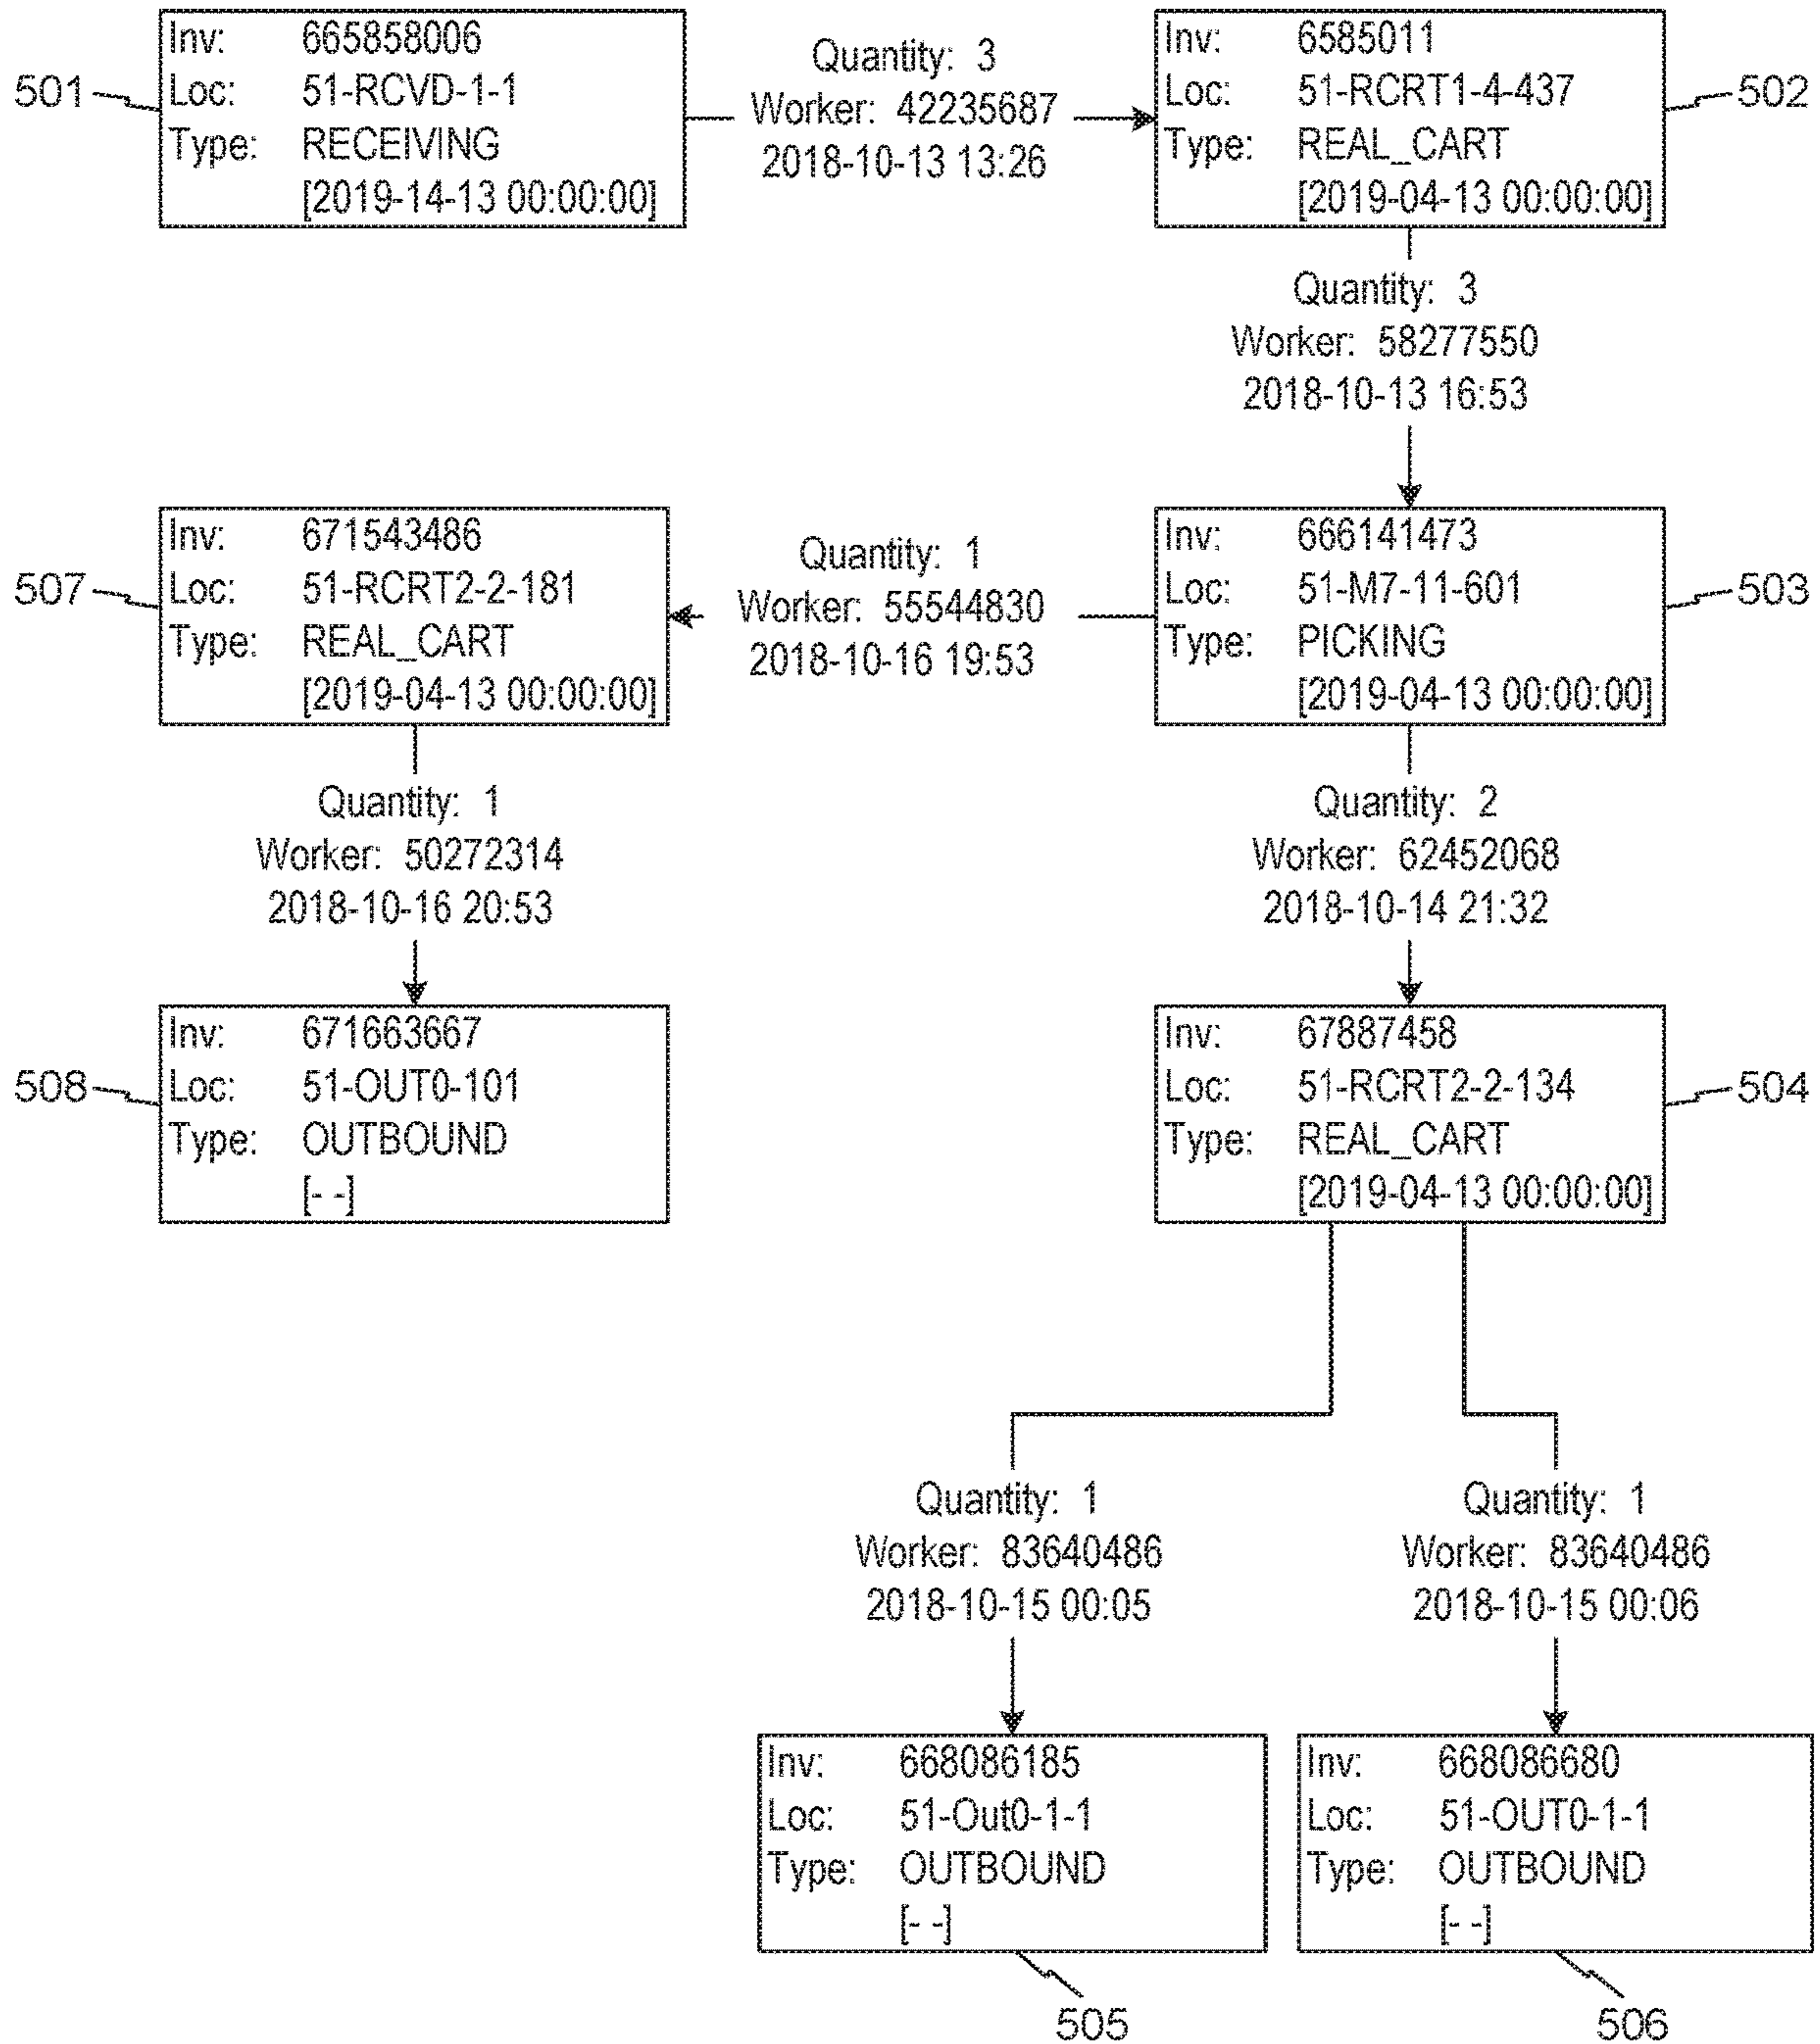 501
Inv: 665858006
Loc: 51-RCVD-1-1
Type: RECEIVING
[2019-14-13 00:00:00]
Quantity: 3
Worker: 42235687
2018-10-13 13:26
Inv: 6585011
Loc: 51-RCRT1-4-437
Type: REAL_CART
[2019-04-13 00:00:00]
502
Quantity: 3
Worker: 58277550
2018-10-13 16:53
507
Inv: 671543486
Loc: 51-RCRT2-2-181
Type: REAL_CART
[2019-04-13 00:00:00]
Quantity: 1
Worker: 55544830
2018-10-16 19:53
Inv: 666141473
Loc: 51-M7-11-601
Type: PICKING
[2019-04-13 00:00:00]
503
Quantity: 1
Worker: 50272314
2018-10-16 20:53
Quantity: 2
Worker: 62452068
2018-10-14 21:32
508
Inv: 671663667
Loc: 51-OUT0-101
Type: OUTBOUND
[- -]
Inv: 67887458
Loc: 51-RCRT2-2-134
Type: REAL_CART
[2019-04-13 00:00:00]
504
Quantity: 1
Worker: 83640486
2018-10-15 00:05
Quantity: 1
Worker: 83640486
2018-10-15 00:06
Inv: 668086185
Loc: 51-Out0-1-1
Type: OUTBOUND
[- -]
Inv: 668086680
Loc: 51-OUT0-1-1
Type: OUTBOUND
[- -]
505
506